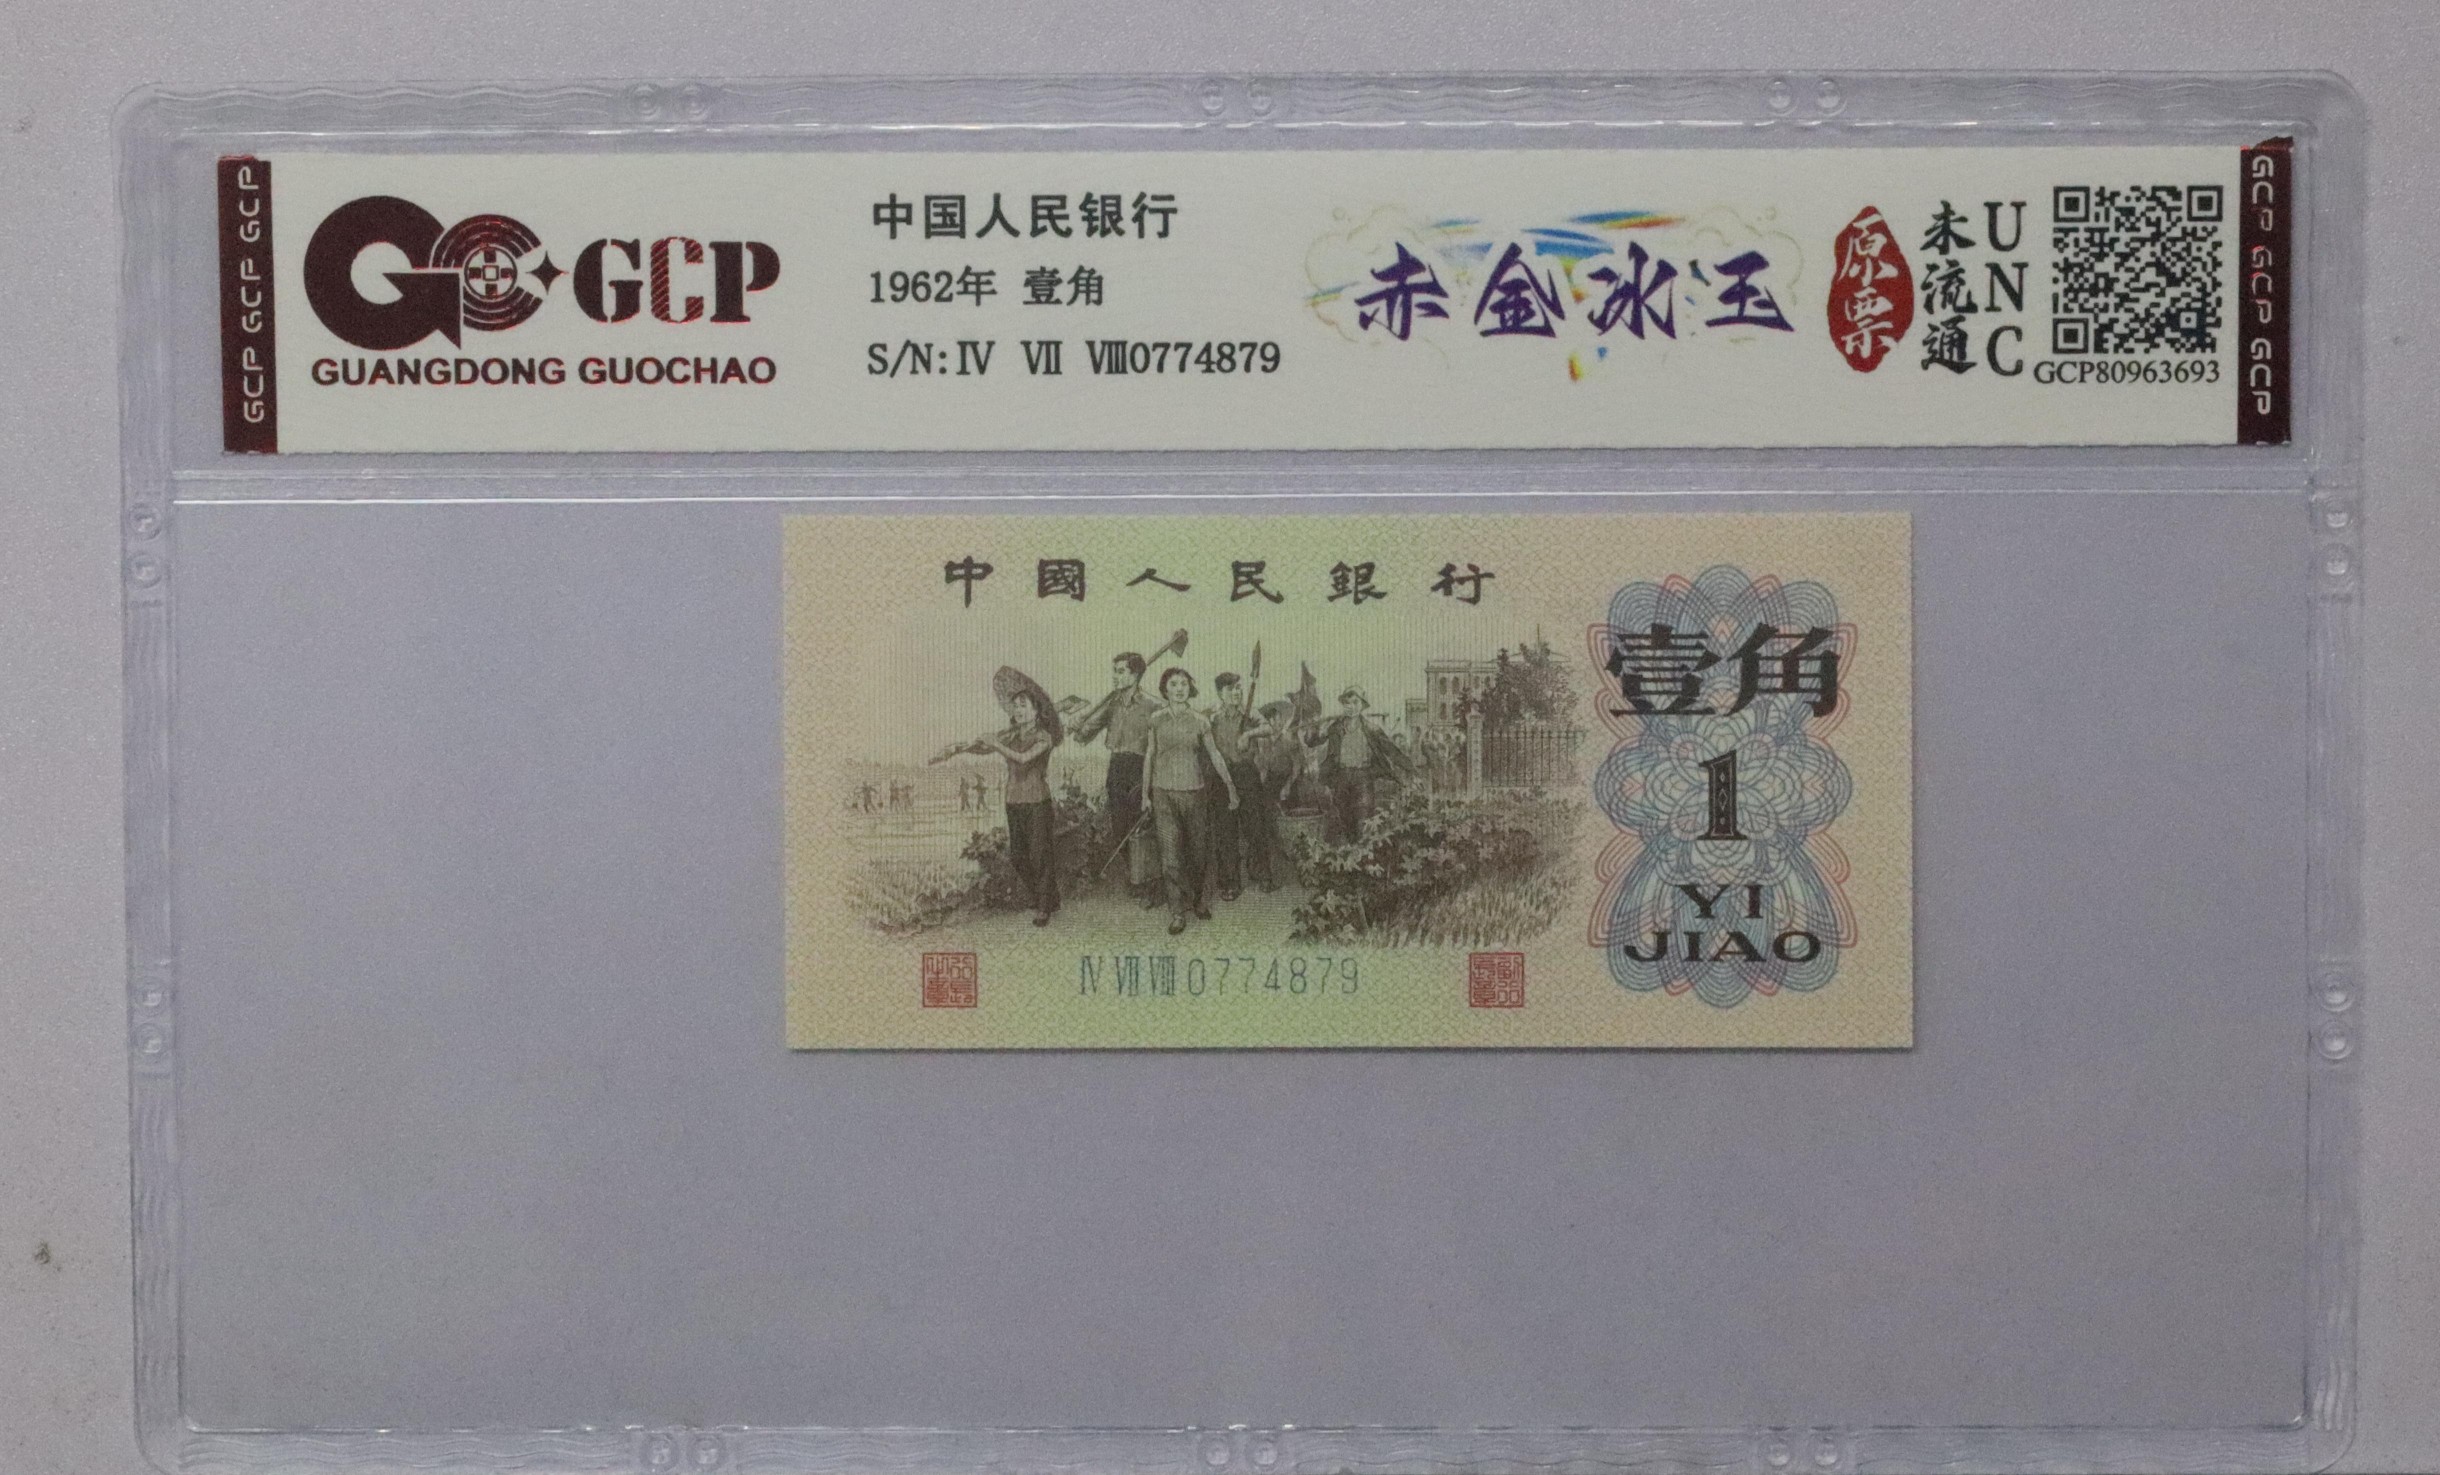 GCP GCP GCP
GCP
GUANGDONG GUOCHAO
中国人民银行
1962年 壹角
S/N:Ⅳ Ⅶ Ⅷ0774879
赤金冰玉
原票
未流通
UNC
GCP80963693
GCP GCP GCP GCP
中國人民銀行
壹角
1
YI
JIAO
Ⅳ Ⅶ Ⅷ 0774879